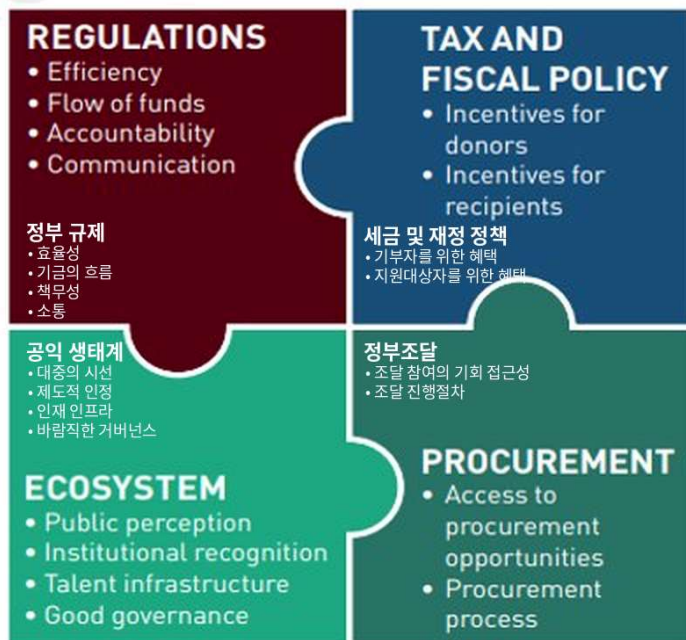 REGULATIONS
• Efficiency
• Flow of funds
• Accountability
• Communication
정부 규제
• 효율성
• 기금의 흐름
• 책무성
• 소통
TAX AND
FISCAL POLICY
• Incentives for
donors
• Incentives for
recipients
세금 및 재정 정책
• 기부자를 위한 혜택
• 지원대상자를 위한 혜택
공익 생태계
• 대중의 시선
• 제도적 인정
• 인재 인프라
• 바람직한 거버넌스
ECOSYSTEM
• Public perception
• Institutional recognition
• Talent infrastructure
• Good governance
정부조달
• 조달 참여의 기회 접근성
• 조달 진행절차
PROCUREMENT
• Access to
procurement
opportunities
• Procurement
process